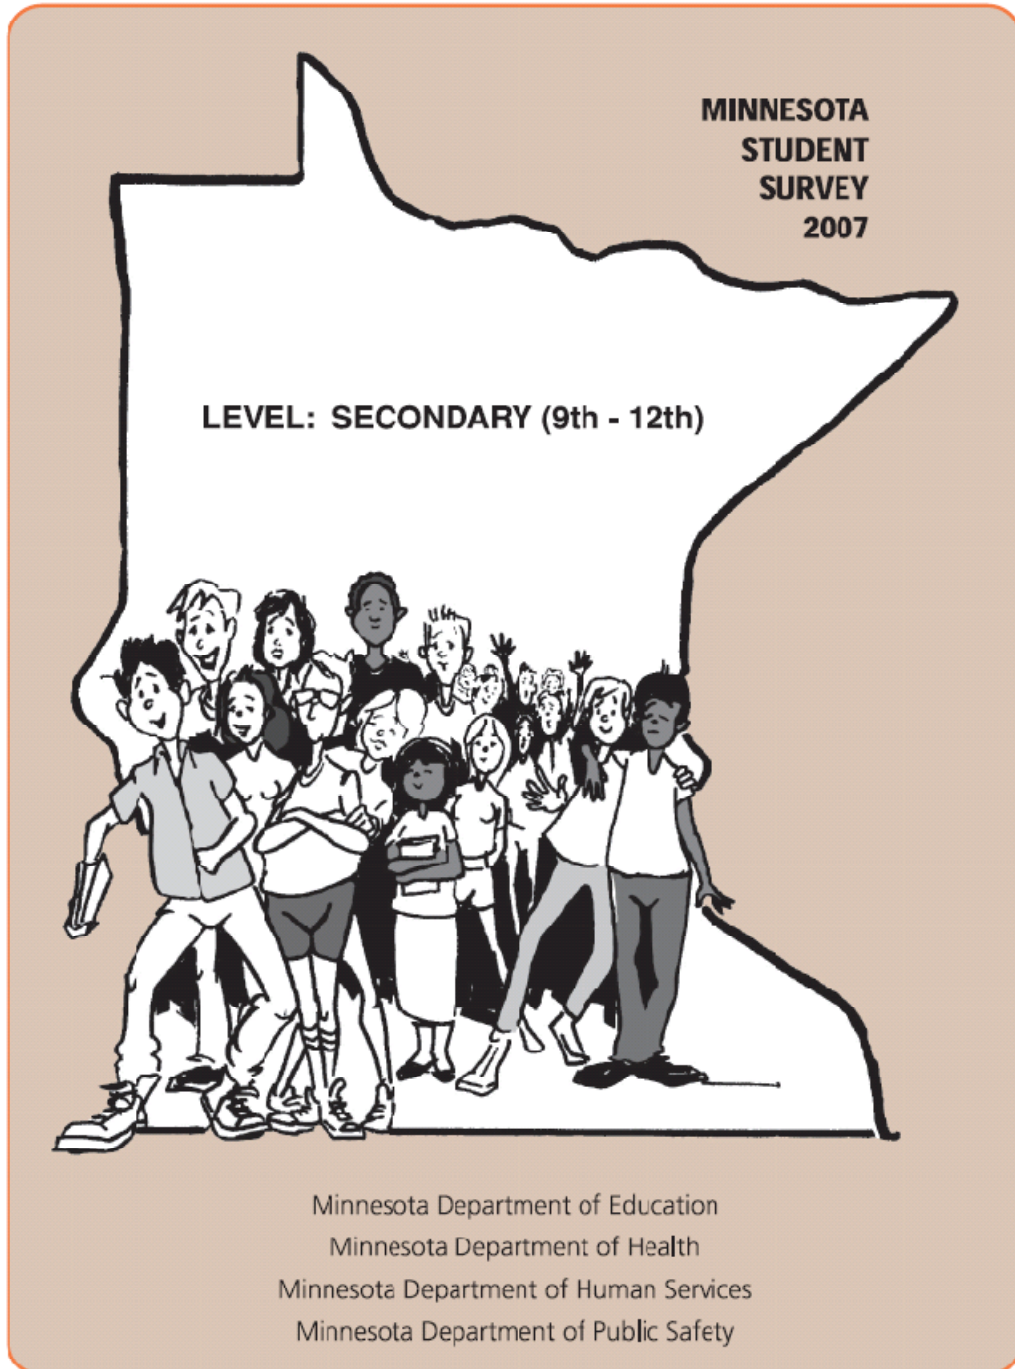 MINNESOTA
STUDENT
SURVEY
2007
LEVEL: SECONDARY (9th - 12th)
Minnesota Department of Education
Minnesota Department of Health
Minnesota Department of Human Services
Minnesota Department of Public Safety